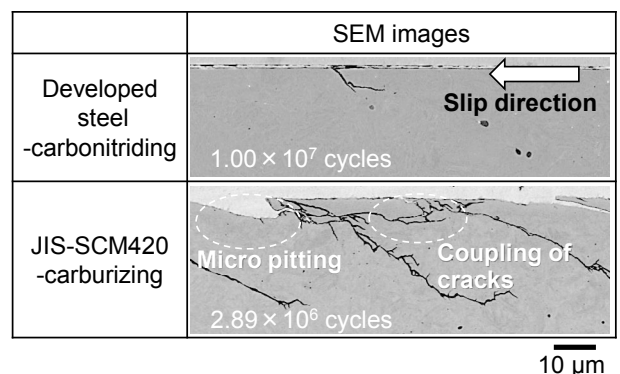 SEM images
Developed
steel
-carbonitriding
Slip direction
1.00×10⁷ cycles
JIS-SCM420
-carburizing
Micro pitting
Coupling of
cracks
2.89×10⁶ cycles
10 µm